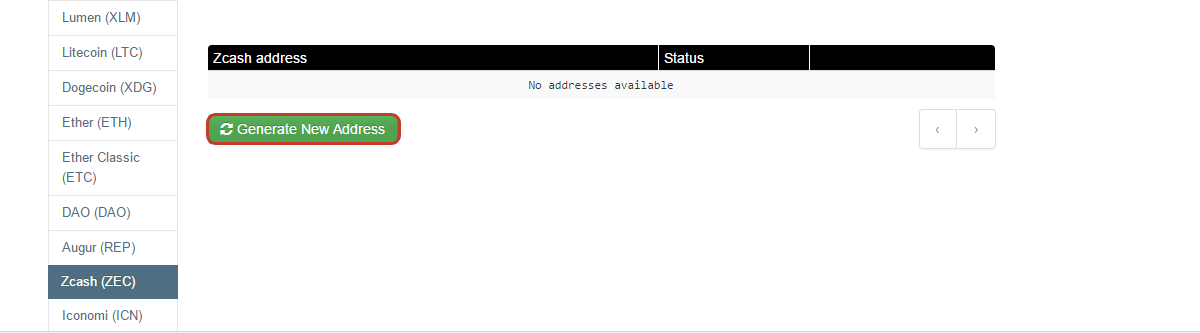 Lumen (XLM)
Litecoin (LTC)
Dogecoin (XDG)
Ether (ETH)
Ether Classic
(ETC)
DAO (DAO)
Augur (REP)
Zcash (ZEC)
Iconomi (ICN)
Zcash address Status
No addresses available
Generate New Address
‹ ›